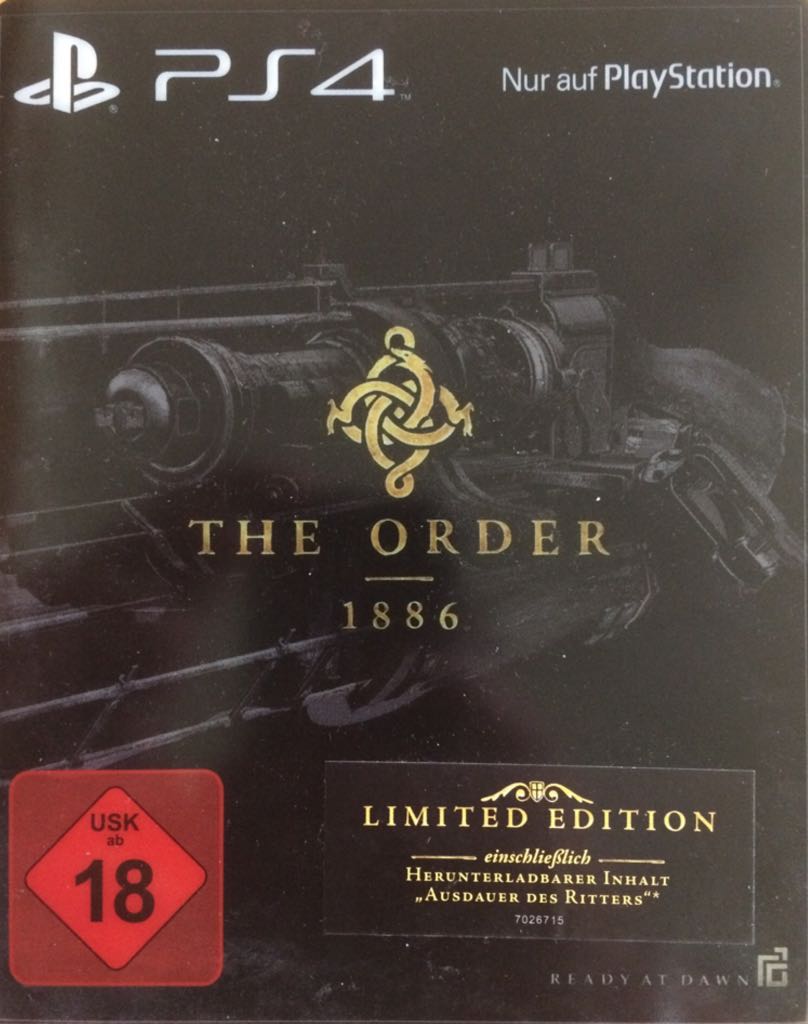 PS4
Nur auf PlayStation®
THE ORDER
1886
USK
ab
18
LIMITED EDITION
einschließlich
HERUNTERLADBARER INHALT
„AUSDAUER DES RITTERS“*
7026715
READY AT DAWN